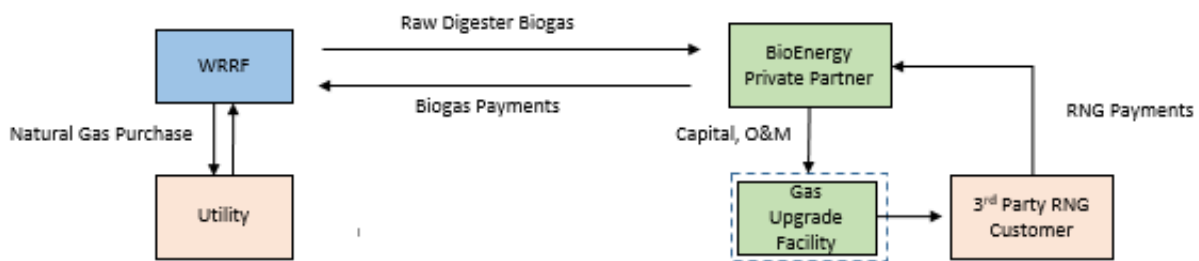 Raw Digester Biogas
WRRF
BioEnergy
Private Partner
Biogas Payments
RNG Payments
Natural Gas Purchase
Capital, O&M
Utility
Gas
Upgrade
Facility
3rd Party RNG
Customer